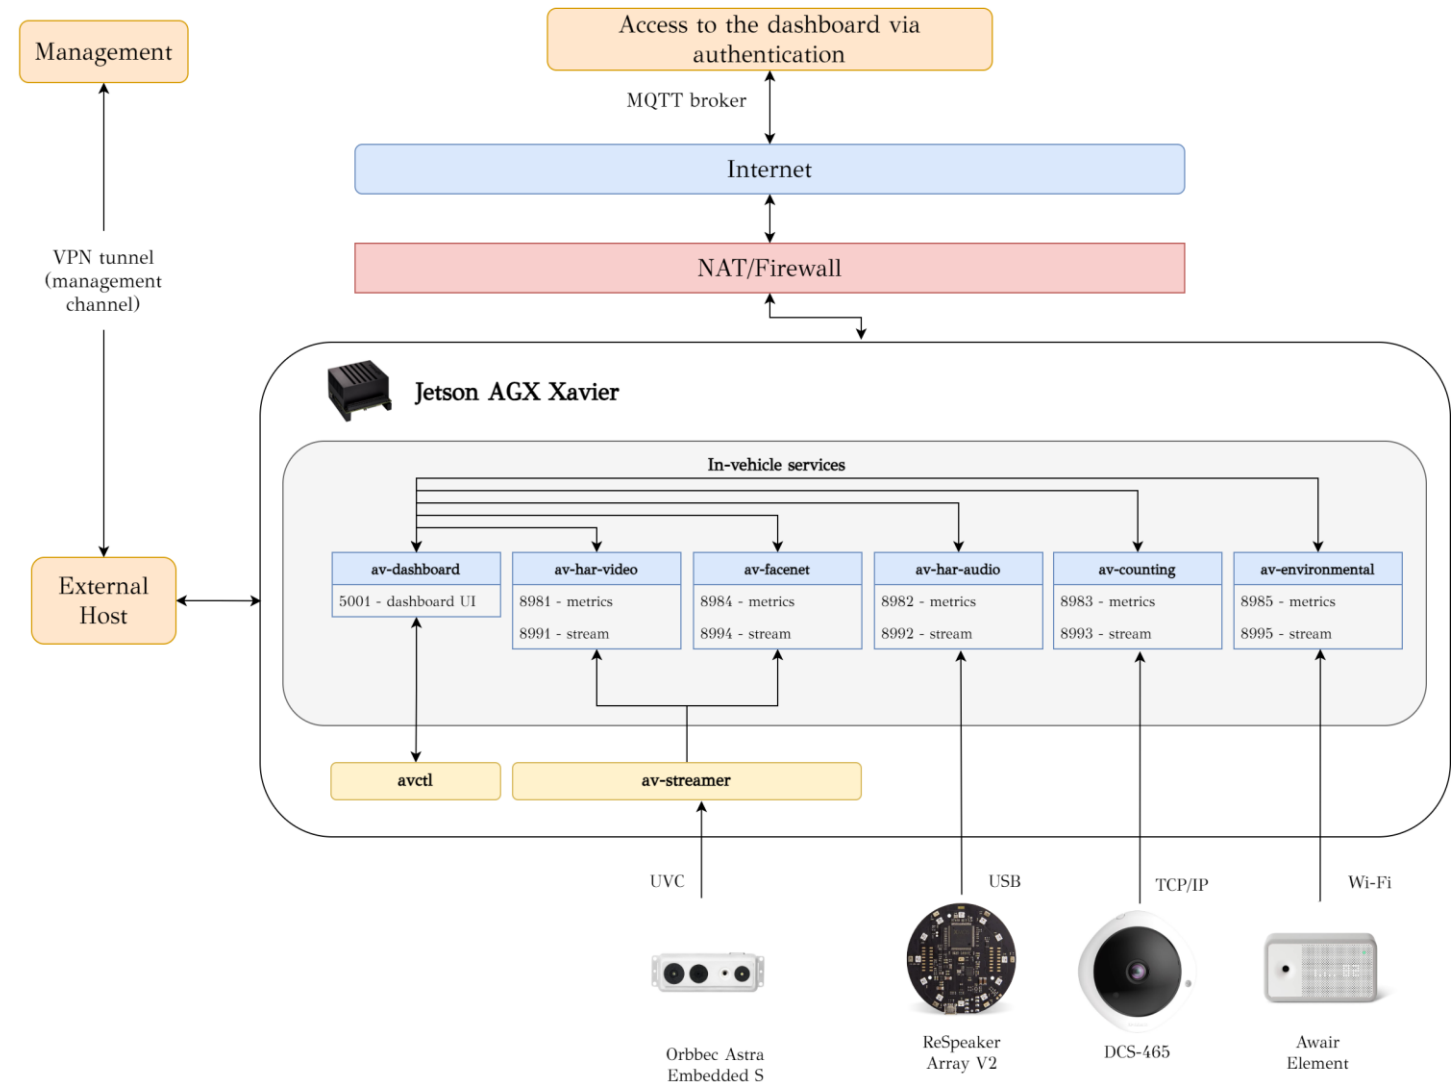 Management
Access to the dashboard via
authentication
MQTT broker
Internet
VPN tunnel
(management
channel)
NAT/Firewall
Jetson AGX Xavier
In-vehicle services
External
Host
av-dashboard
5001 - dashboard UI
av-har-video
8981 - metrics
8991 - stream
av-facenet
8984 - metrics
8994 - stream
av-har-audio
8982 - metrics
8992 - stream
av-counting
8983 - metrics
8993 - stream
av-environmental
8985 - metrics
8995 - stream
avctl
av-streamer
UVC
USB
TCP/IP
Wi-Fi
Orbbec Astra
Embedded S
ReSpeaker
Array V2
DCS-465
Awair
Element